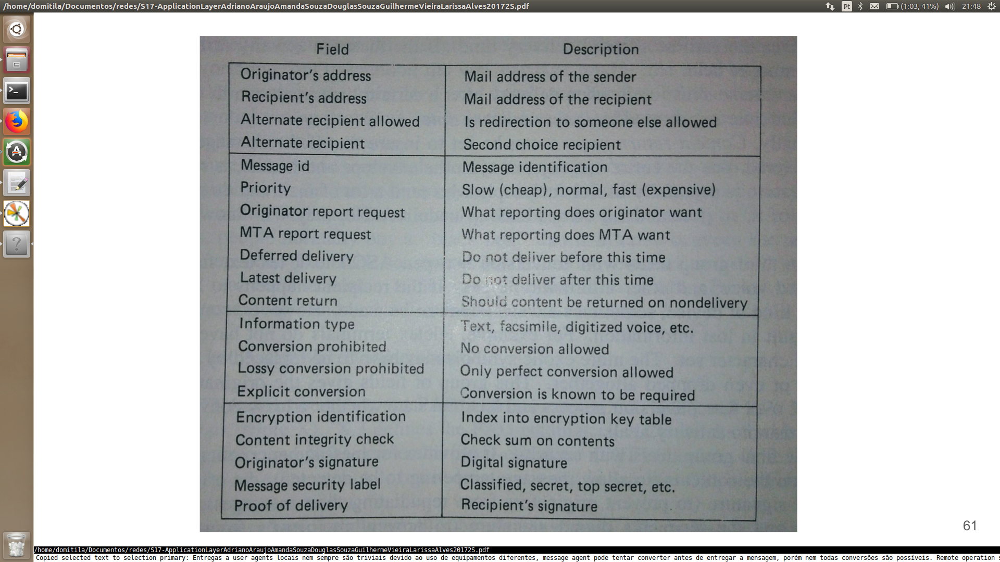 /home/domitila/Documentos/redes/S17-ApplicationLayerAdrianoAraujoAmandaSouzaDouglasSouzaGuilhermeVieiraLarissaAlves20172S.pdf Pt (1:03, 41%) 21:48
Field Description
Originator's address Mail address of the sender
Recipient's address Mail address of the recipient
Alternate recipient allowed Is redirection to someone else allowed
Alternate recipient Second choice recipient
Message id Message identification
Priority Slow (cheap), normal, fast (expensive)
Originator report request What reporting does originator want
MTA report request What reporting does MTA want
Deferred delivery Do not deliver before this time
Latest delivery Do not deliver after this time
Content return Should content be returned on nondelivery
Information type Text, facsimile, digitized voice, etc.
Conversion prohibited No conversion allowed
Lossy conversion prohibited Only perfect conversion allowed
Explicit conversion Conversion is known to be required
Encryption identification Index into encryption key table
Content integrity check Check sum on contents
Originator's signature Digital signature
Message security label Classified, secret, top secret, etc.
Proof of delivery Recipient's signature
61
/home/domitila/Documentos/redes/S17-ApplicationLayerAdrianoAraujoAmandaSouzaDouglasSouzaGuilhermeVieiraLarissaAlves20172S.pdf
Copied selected text to selection primary: Entregas a user agents locais nem sempre são triviais devido ao uso de equipamentos diferentes, message agent pode tentar converter antes de entregar a mensagem, porém nem todas conversões são possíveis. Remote operation s